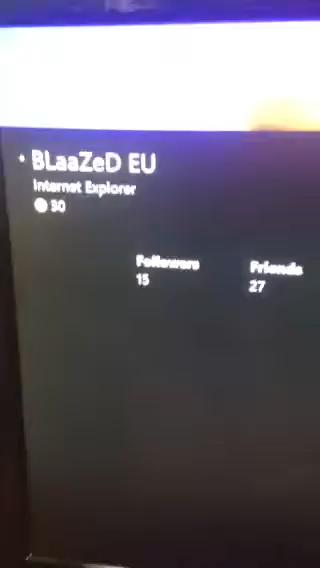 BLaaZeD EU
Internet Explorer
30
Followers
15
Friends
27